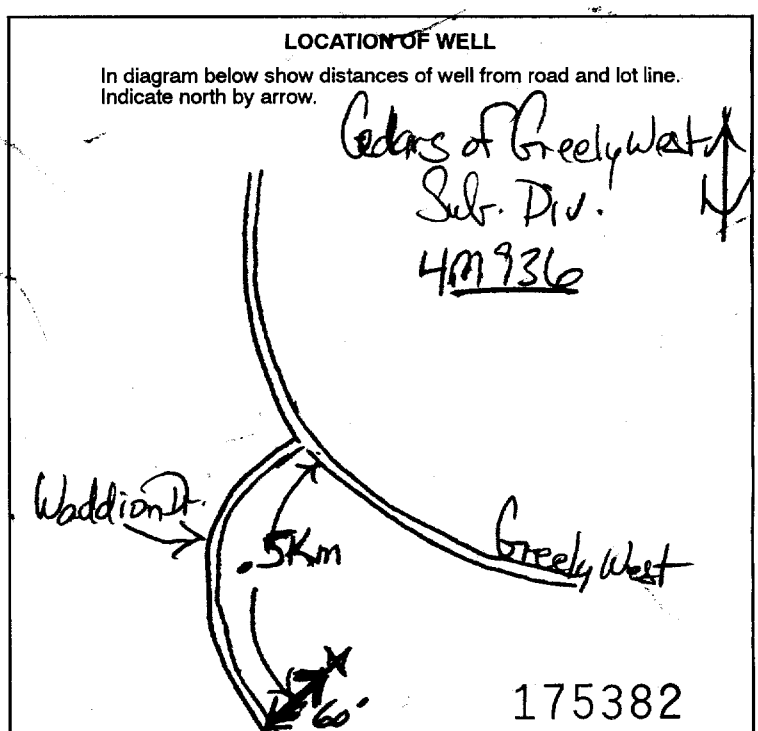 LOCATION OF WELL
In diagram below show distances of well from road and lot line.
Indicate north by arrow.
Cedars of Greely West
Sub. Div.
4M936
N
Waddion Dr.
.5Km
Greely West
60'
175382